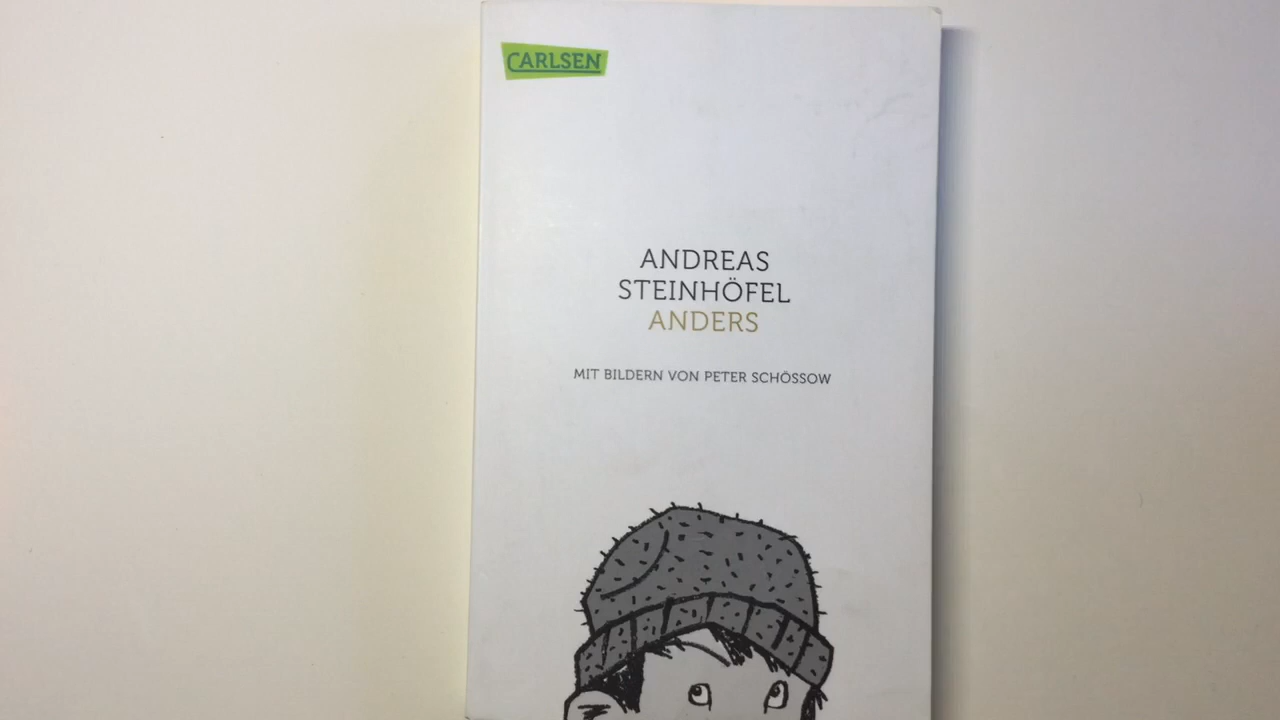 CARLSEN
ANDREAS
STEINHÖFEL
ANDERS
MIT BILDERN VON PETER SCHÖSSOW